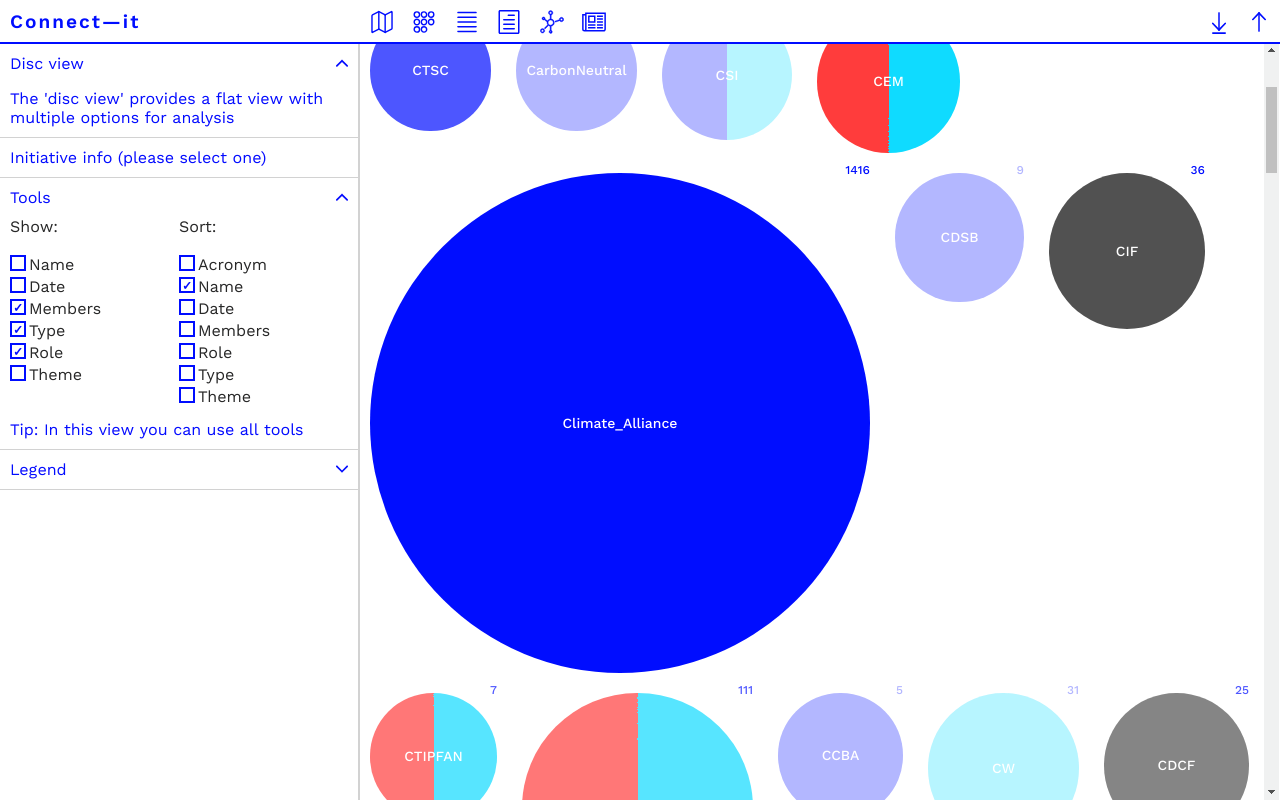 Connect—it
Disc view
The 'disc view' provides a flat view with
multiple options for analysis
Initiative info (please select one)
Tools
Show:
Name
Date
Members
Type
Role
Theme
Sort:
Acronym
Name
Date
Members
Role
Type
Theme
Tip: In this view you can use all tools
Legend
CTSC
CarbonNeutral
CSI
CEM
1416
9
36
Climate_Alliance
CDSB
CIF
7
111
5
31
25
CTIPFAN
CCBA
CW
CDCF